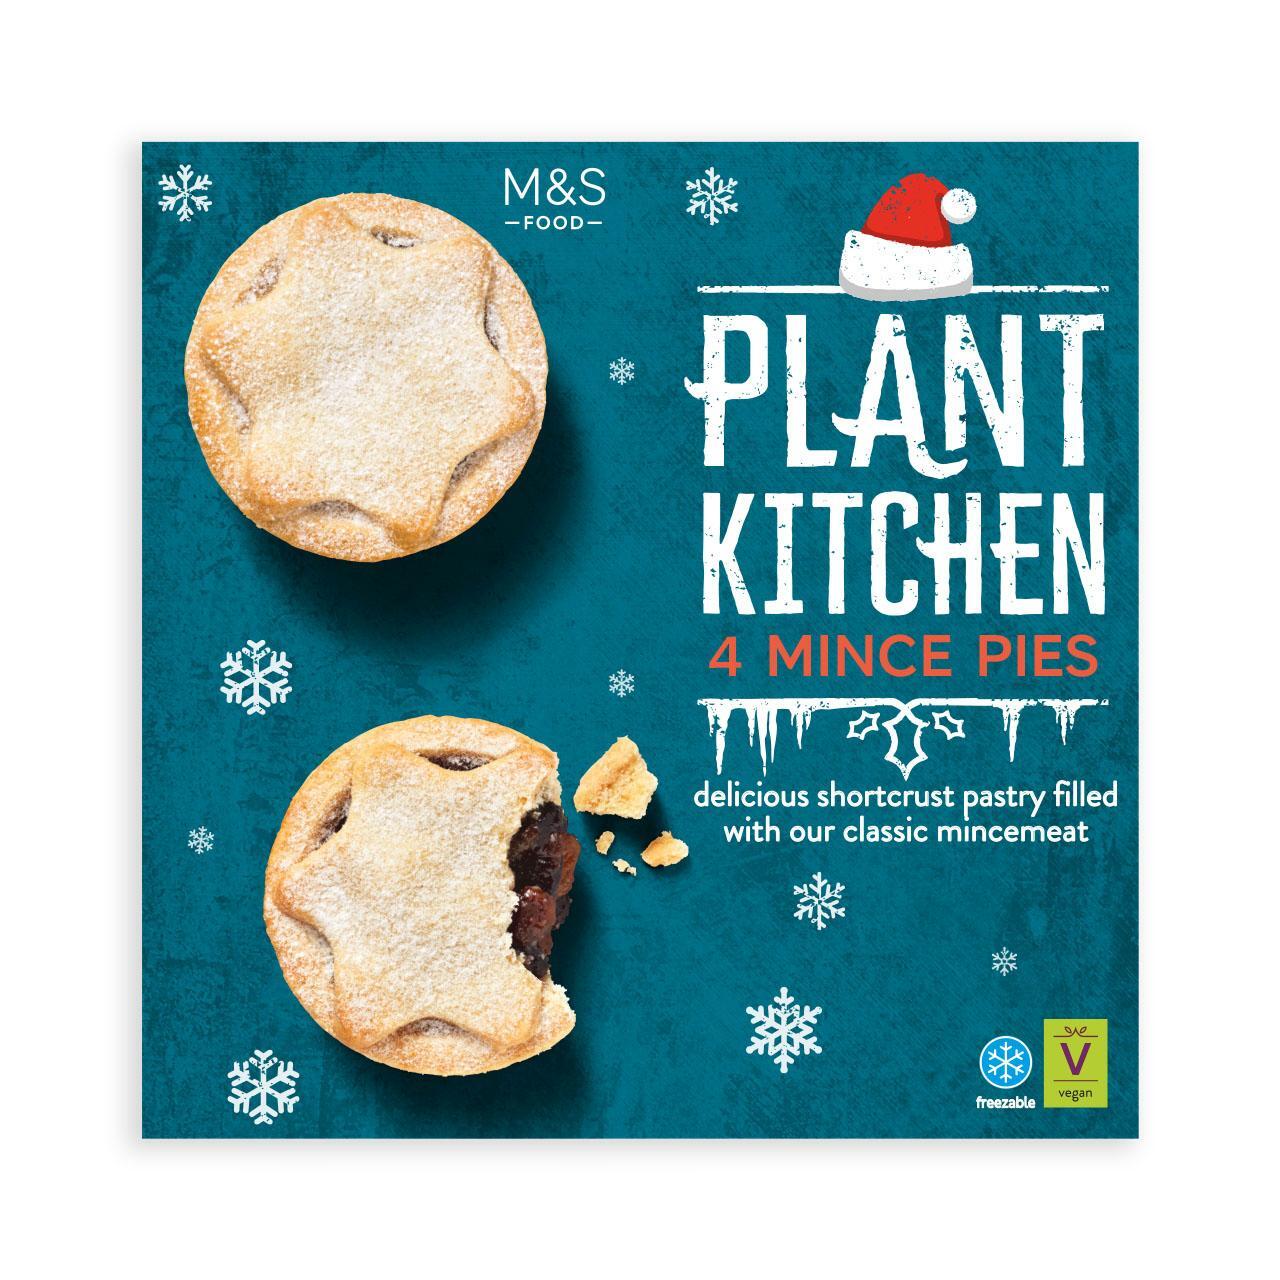 M&S
FOOD
PLANT
KITCHEN
4 MINCE PIES
delicious shortcrust pastry filled
with our classic mincemeat
freezable
V
vegan